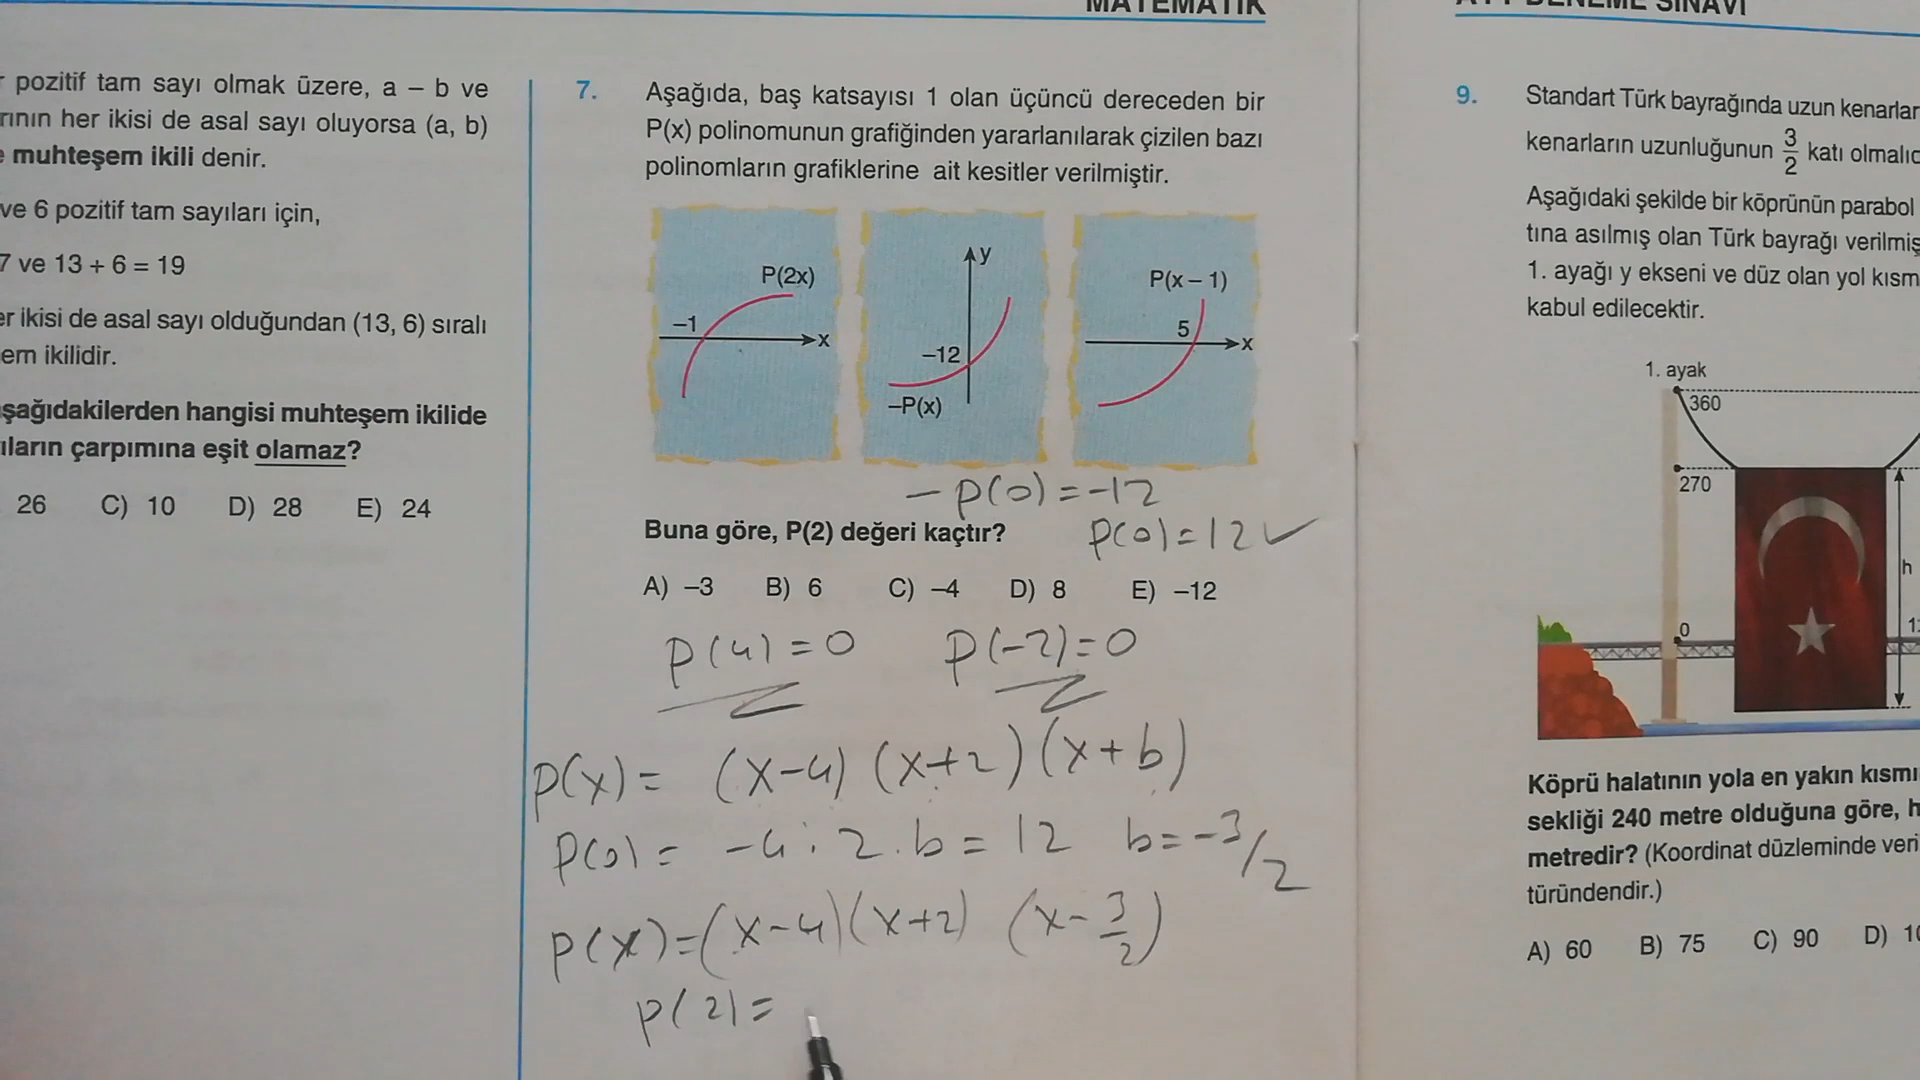 MATEMATİK
pozitif tam sayı olmak üzere, a – b ve
rının her ikisi de asal sayı oluyorsa (a, b)
muhteşem ikili denir.
ve 6 pozitif tam sayıları için,
7 ve 13 + 6 = 19
er ikisi de asal sayı olduğundan (13, 6) sıralı
em ikilidir.
şağıdakilerden hangisi muhteşem ikilide
ıların çarpımına eşit olamaz?
26 C) 10 D) 28 E) 24
7. Aşağıda, baş katsayısı 1 olan üçüncü dereceden bir
P(x) polinomunun grafiğinden yararlanılarak çizilen bazı
polinomların grafiklerine ait kesitler verilmiştir.
P(2x)
–1
x
y
–12
–P(x)
P(x – 1)
5
x
– P(0) = -12
Buna göre, P(2) değeri kaçtır?
P(0) = 12 ✓
A) –3 B) 6 C) –4 D) 8 E) –12
P(4) = 0 P(-2) = 0
P(x) = (x-4) (x+2) (x+b)
P(0) = -4 . 2 . b = 12 b = -3/2
P(x) = (x-4)(x+2) (x-3/2)
P(2) =
AYT DENEME SINAVI
9. Standart Türk bayrağında uzun kenarlar
kenarların uzunluğunun 3/2 katı olmalıd
Aşağıdaki şekilde bir köprünün parabol
tına asılmış olan Türk bayrağı verilmiş
1. ayağı y ekseni ve düz olan yol kısm
kabul edilecektir.
1. ayak
360
270
h
0
1
Köprü halatının yola en yakın kısmı
sekliği 240 metre olduğuna göre, h
metredir? (Koordinat düzleminde veri
türündendir.)
A) 60 B) 75 C) 90 D) 10